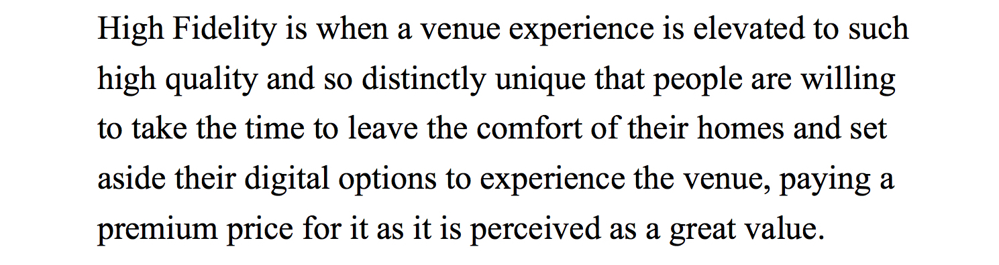 High Fidelity is when a venue experience is elevated to such
high quality and so distinctly unique that people are willing
to take the time to leave the comfort of their homes and set
aside their digital options to experience the venue, paying a
premium price for it as it is perceived as a great value.